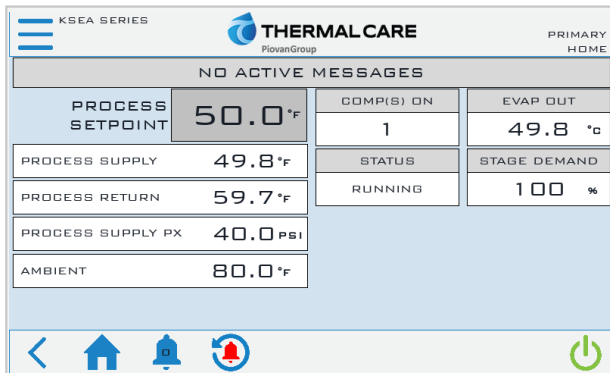 KSEA SERIES
THERMAL CARE
PiovanGroup
PRIMARY
HOME
NO ACTIVE MESSAGES
PROCESS
SETPOINT
50.0°F
COMP(S) ON
1
EVAP OUT
49.8 °C
PROCESS SUPPLY 49.8°F
STATUS
RUNNING
STAGE DEMAND
100 %
PROCESS RETURN 59.7°F
PROCESS SUPPLY PX 40.0 PSI
AMBIENT 80.0°F
0